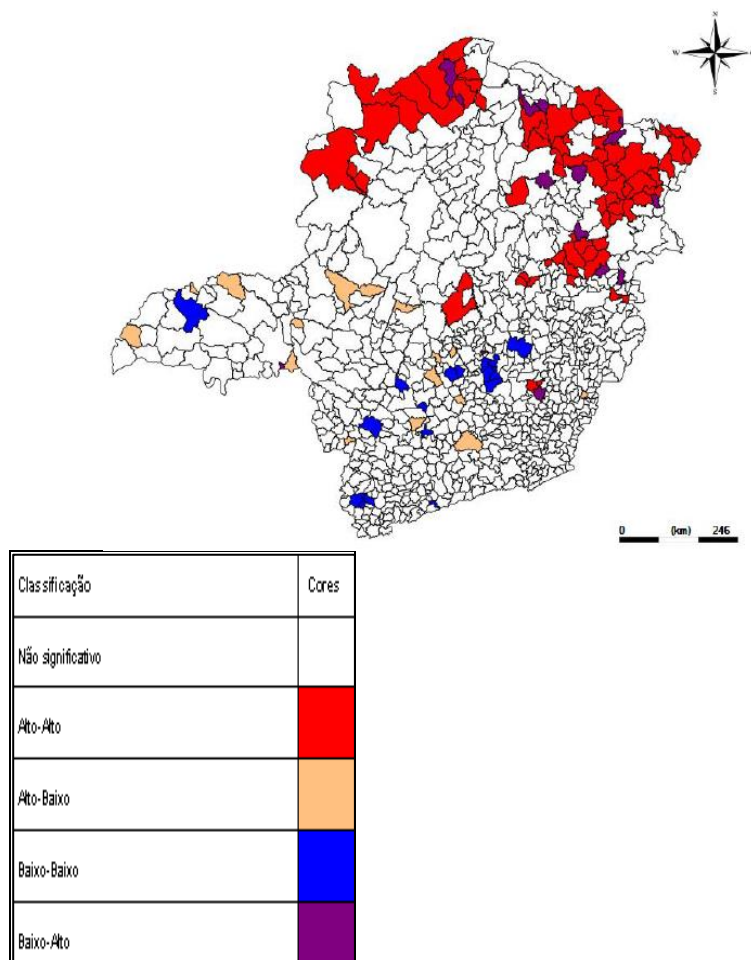 N
W
S
0 (km) 246
Classificação Cores
Não significativo
Alto-Alto
Alto-Baixo
Baixo-Baixo
Baixo-Alto